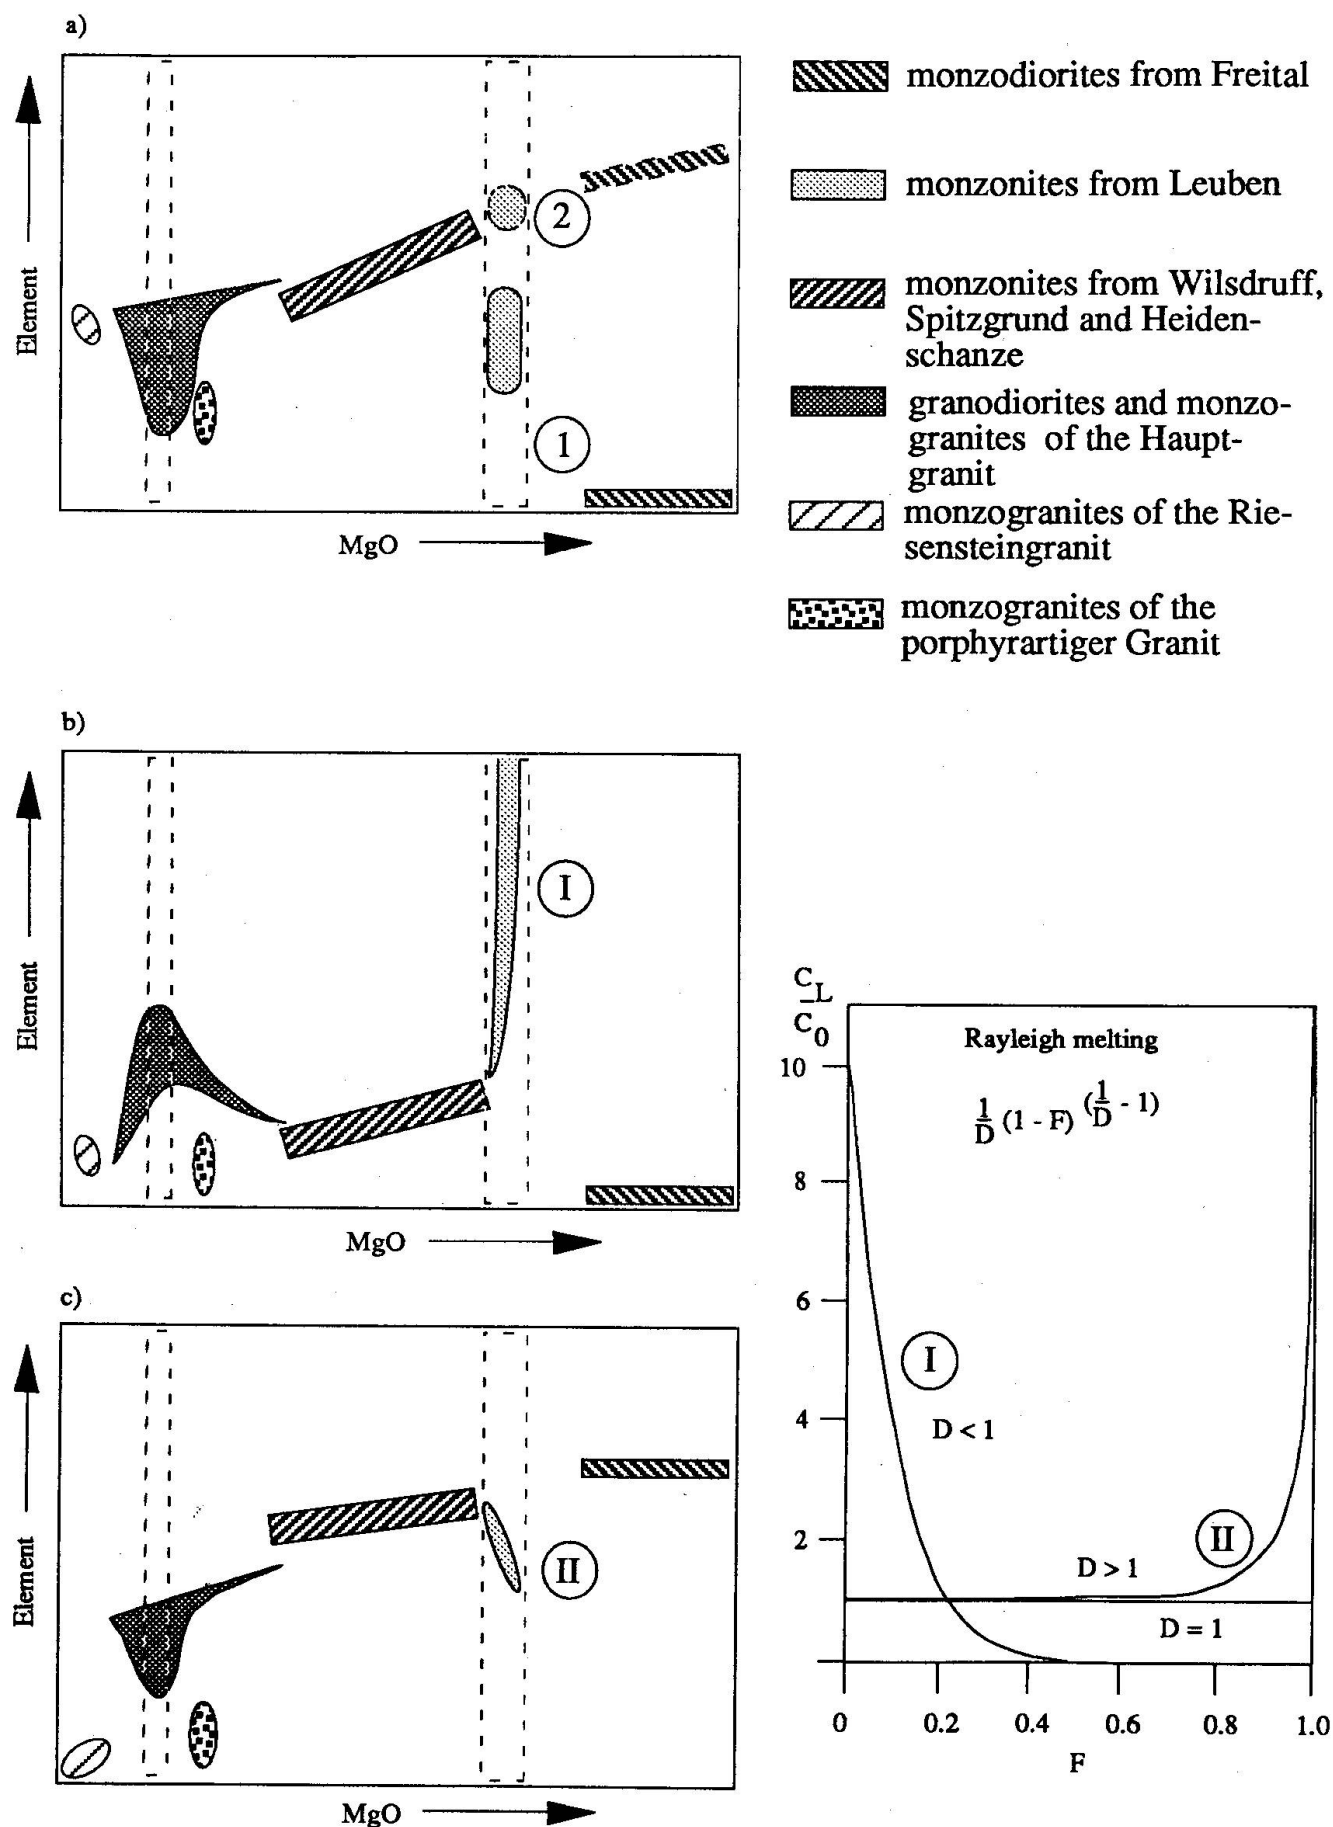 a)
Element
2
1
MgO
monzodiorites from Freital
monzonites from Leuben
monzonites from Wilsdruff,
Spitzgrund and Heiden-
schanze
granodiorites and monzo-
granites of the Haupt-
granit
monzogranites of the Rie-
sensteingranit
monzogranites of the
porphyrartiger Granit
b)
Element
I
MgO
c)
Element
II
MgO
C_L
C_0
Rayleigh melting
1/D (1 - F) (1/D - 1)
10
8
6
4
2
I
D < 1
II
D > 1
D = 1
0 0.2 0.4 0.6 0.8 1.0
F